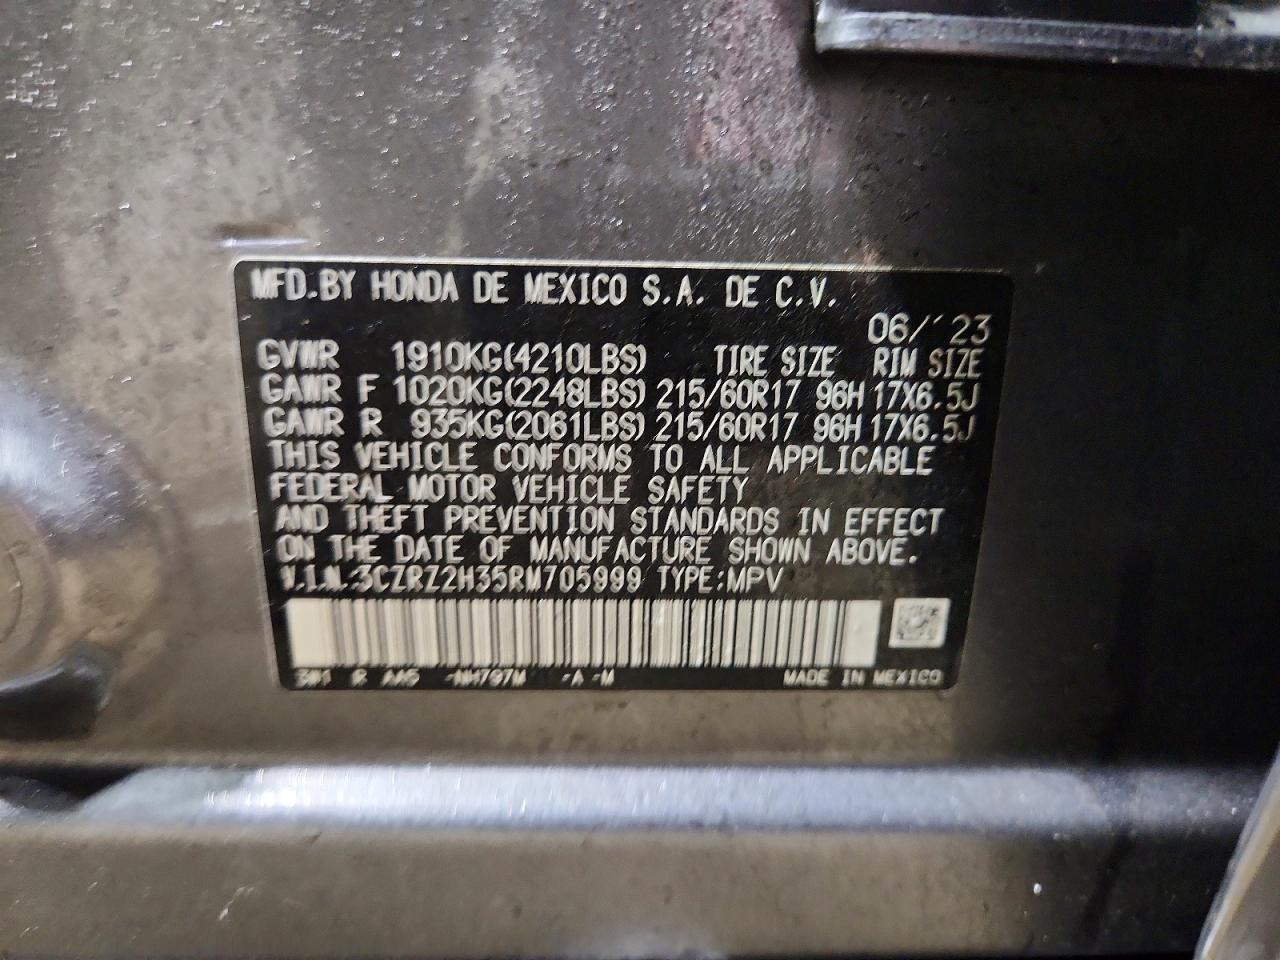 MFD.BY HONDA DE MEXICO S.A. DE C.V.
06/'23
GVWR 1910KG(4210LBS) TIRE SIZE RIM SIZE
GAWR F 1020KG(2248LBS) 215/60R17 96H 17X6.5J
GAWR R 935KG(2061LBS) 215/60R17 96H 17X6.5J
THIS VEHICLE CONFORMS TO ALL APPLICABLE
FEDERAL MOTOR VEHICLE SAFETY
AND THEFT PREVENTION STANDARDS IN EFFECT
ON THE DATE OF MANUFACTURE SHOWN ABOVE.
V.I.N.:3CZRZ2H35RM705999 TYPE:MPV
3W1 R AA5 -NH797M -A -M MADE IN MEXICO